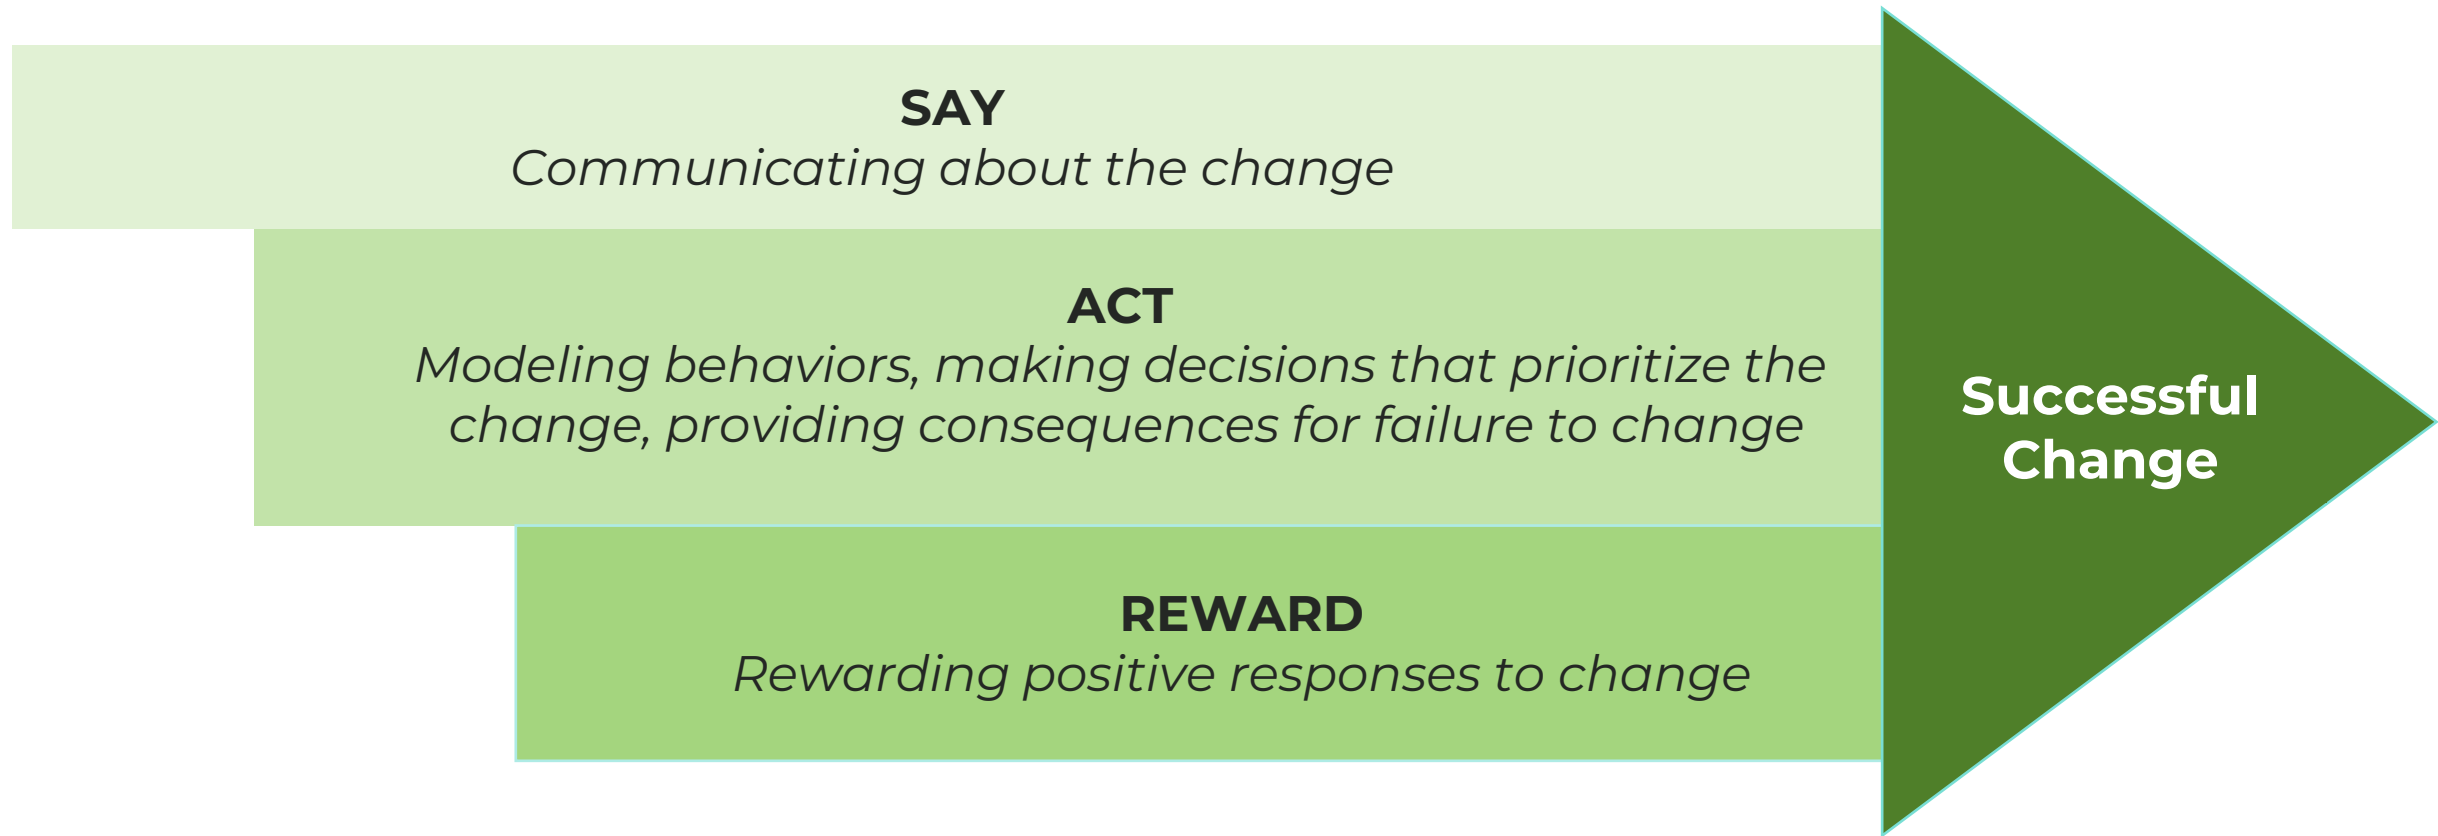 SAY
Communicating about the change
ACT
Modeling behaviors, making decisions that prioritize the
change, providing consequences for failure to change
REWARD
Rewarding positive responses to change
Successful
Change